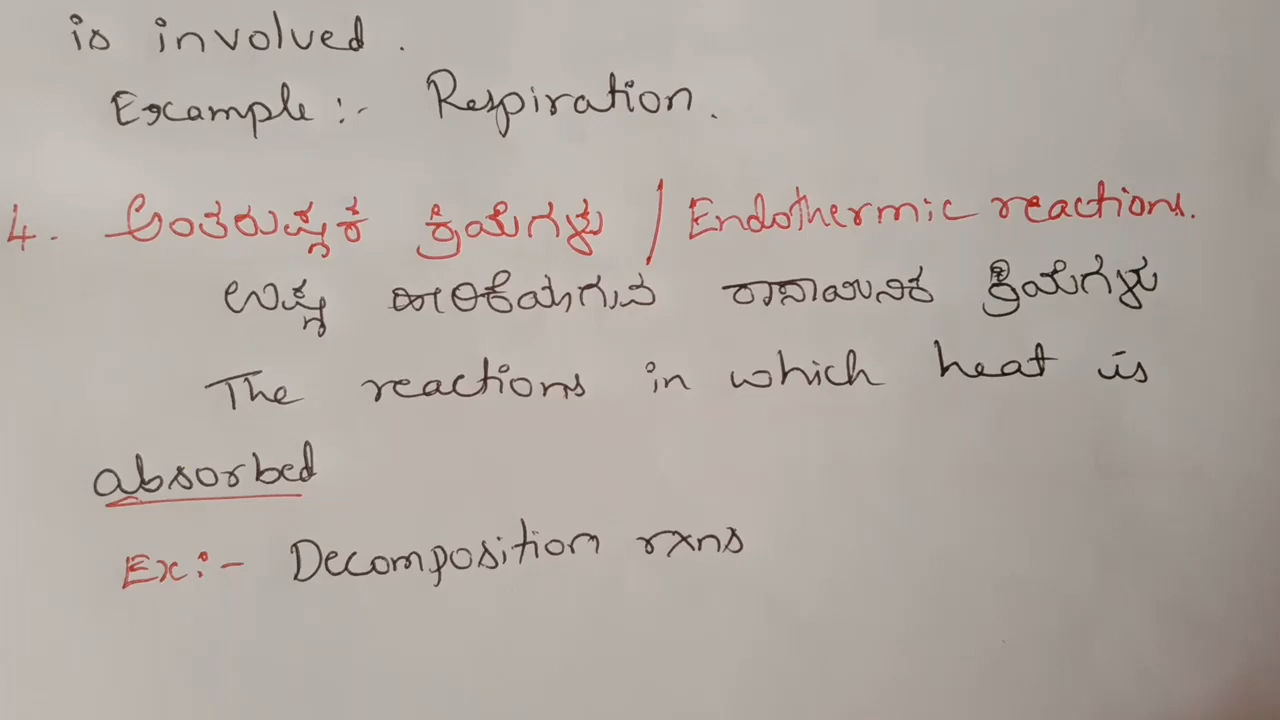 is involved.
Example :- Respiration.
4. ಅಂತರುಷ್ಣಕ ಕ್ರಿಯೆಗಳು / Endothermic reactions.
ಉಷ್ಣ ಹೀರಿಕೆಯಾಗುವ ರಾಸಾಯನಿಕ ಕ್ರಿಯೆಗಳು
The reactions in which heat is
absorbed
Ex:- Decomposition rxns